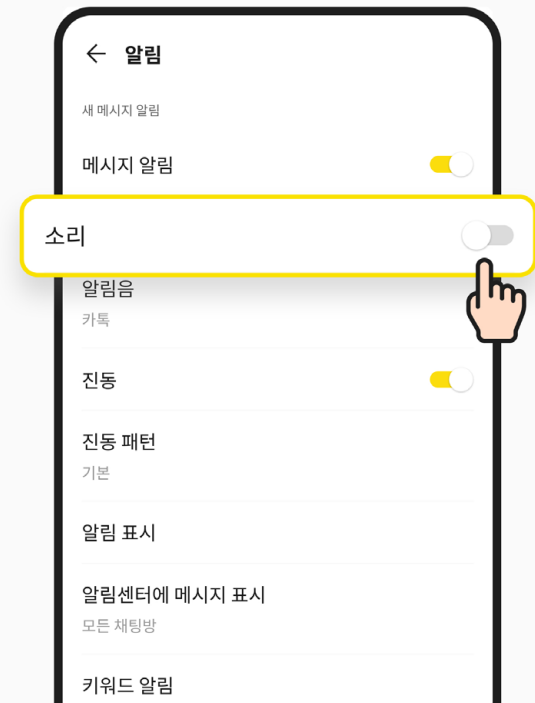 알림
새 메시지 알림
메시지 알림
소리
알림음
카톡
진동
진동 패턴
기본
알림 표시
알림센터에 메시지 표시
모든 채팅방
키워드 알림